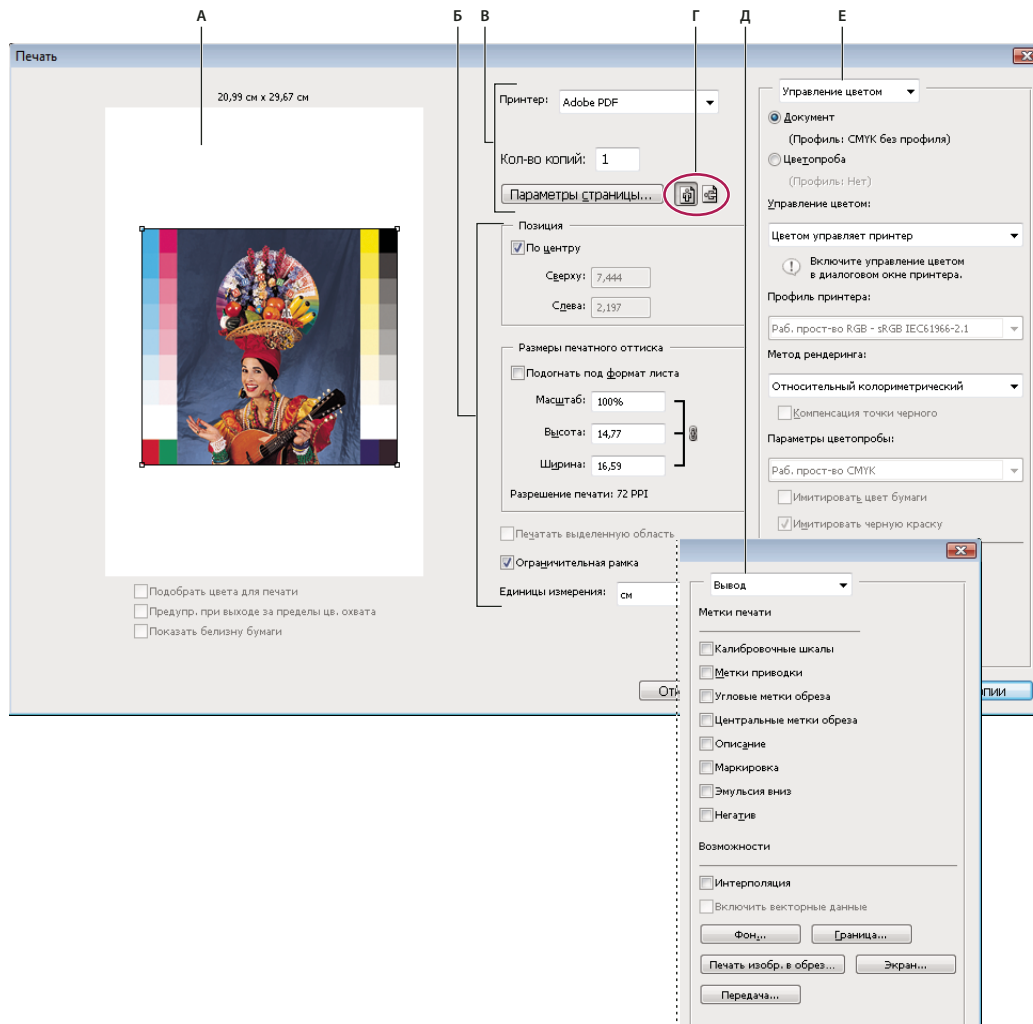 А Б В Г Д Е
Печать
20,99 см x 29,67 см
Подобрать цвета для печати
Предупр. при выходе за пределы цв. охвата
Показать белизну бумаги
Принтер: Adobe PDF
Кол-во копий: 1
Параметры страницы...
Позиция
По центру
Сверху: 7,444
Слева: 2,197
Размеры печатного оттиска
Подогнать под формат листа
Масштаб: 100%
Высота: 14,77
Ширина: 16,59
Разрешение печати: 72 PPI
Печатать выделенную область
Ограничительная рамка
Единицы измерения: см
Управление цветом
Документ
(Профиль: CMYK без профиля)
Цветопроба
(Профиль: Нет)
Управление цветом:
Цветом управляет принтер
Включите управление цветом
в диалоговом окне принтера.
Профиль принтера:
Раб. прост-во RGB - sRGB IEC61966-2.1
Метод рендеринга:
Относительный колориметрический
Компенсация точки черного
Параметры цветопробы:
Раб. прост-во CMYK
Имитировать цвет бумаги
Имитировать черную краску
Вывод
Метки печати
Калибровочные шкалы
Метки приводки
Угловые метки обреза
Центральные метки обреза
Описание
Маркировка
Эмульсия вниз
Негатив
Возможности
Интерполяция
Включить векторные данные
Фон... Граница...
Печать изобр. в обрез... Экран...
Передача...